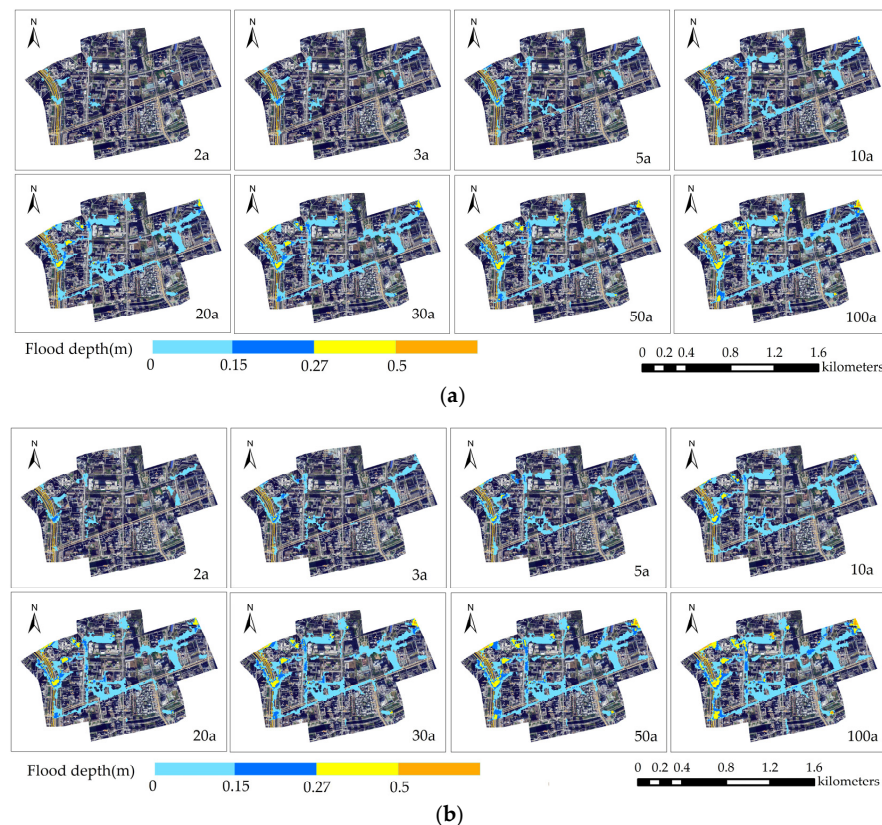 N N N N
2a 3a 5a 10a
N N N N
20a 30a 50a 100a
Flood depth(m)
0 0.15 0.27 0.5
0 0.2 0.4 0.8 1.2 1.6
kilometers
(a)
N N N N
2a 3a 5a 10a
N N N N
20a 30a 50a 100a
Flood depth(m)
0 0.15 0.27 0.5
0 0.2 0.4 0.8 1.2 1.6
kilometers
(b)